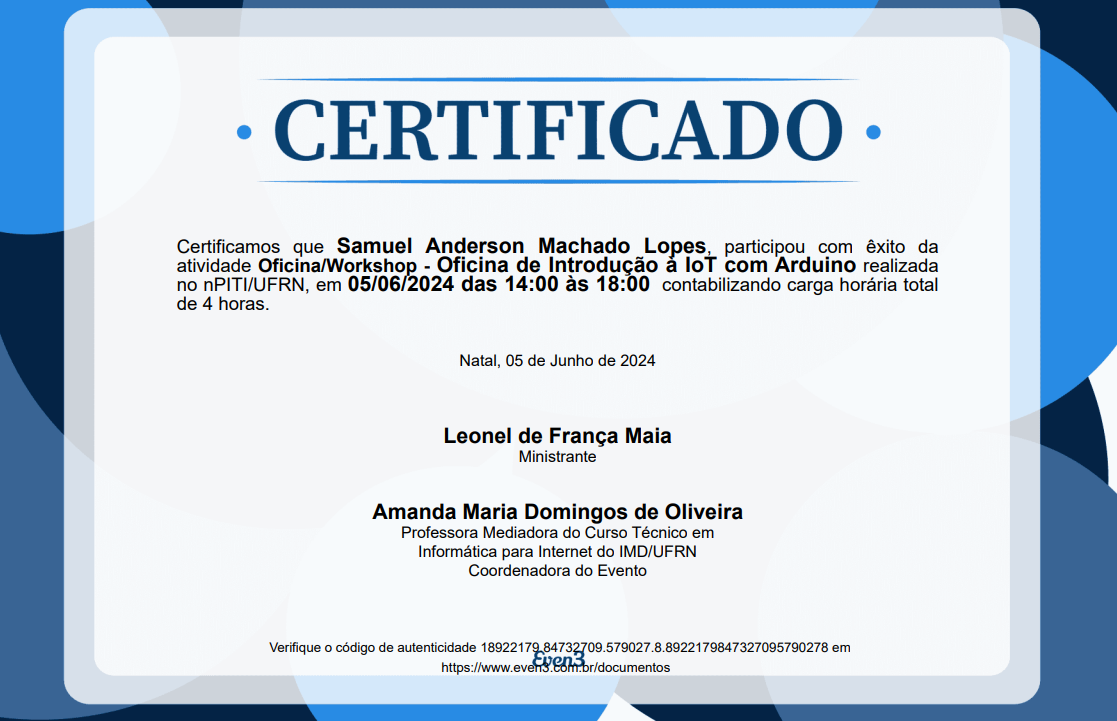 CERTIFICADO
Certificamos que Samuel Anderson Machado Lopes, participou com êxito da
atividade Oficina/Workshop - Oficina de Introdução à IoT com Arduino realizada
no nPITI/UFRN, em 05/06/2024 das 14:00 às 18:00 contabilizando carga horária total
de 4 horas.
Natal, 05 de Junho de 2024
Leonel de França Maia
Ministrante
Amanda Maria Domingos de Oliveira
Professora Mediadora do Curso Técnico em
Informática para Internet do IMD/UFRN
Coordenadora do Evento
Verifique o código de autenticidade 18922179.84732709.579027.8.8922179847327095790278 em
Even3
https://www.even3.com.br/documentos